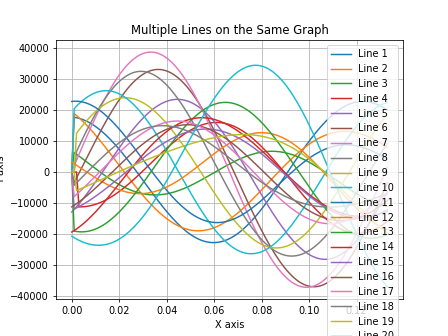 Multiple Lines on the Same Graph
40000
30000
20000
10000
0
−10000
−20000
−30000
−40000
0.00 0.02 0.04 0.06 0.08 0.10
X axis
axis
Line 1
Line 2
Line 3
Line 4
Line 5
Line 6
Line 7
Line 8
Line 9
Line 10
Line 11
Line 12
Line 13
Line 14
Line 15
Line 16
Line 17
Line 18
Line 19
Line 20